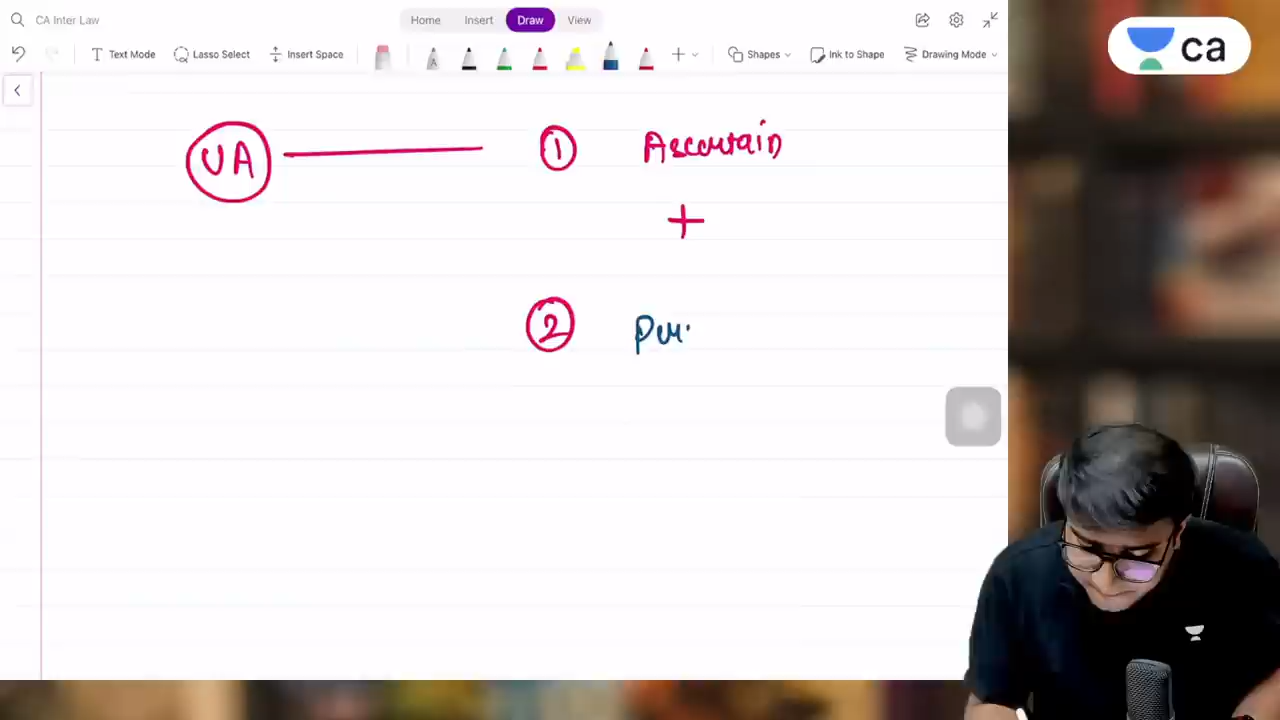 CA Inter Law
Home Insert Draw View
Text Mode Lasso Select Insert Space A Shapes Ink to Shape Drawing Mode
ca
UA 1 Ascertain
+
2 Pur